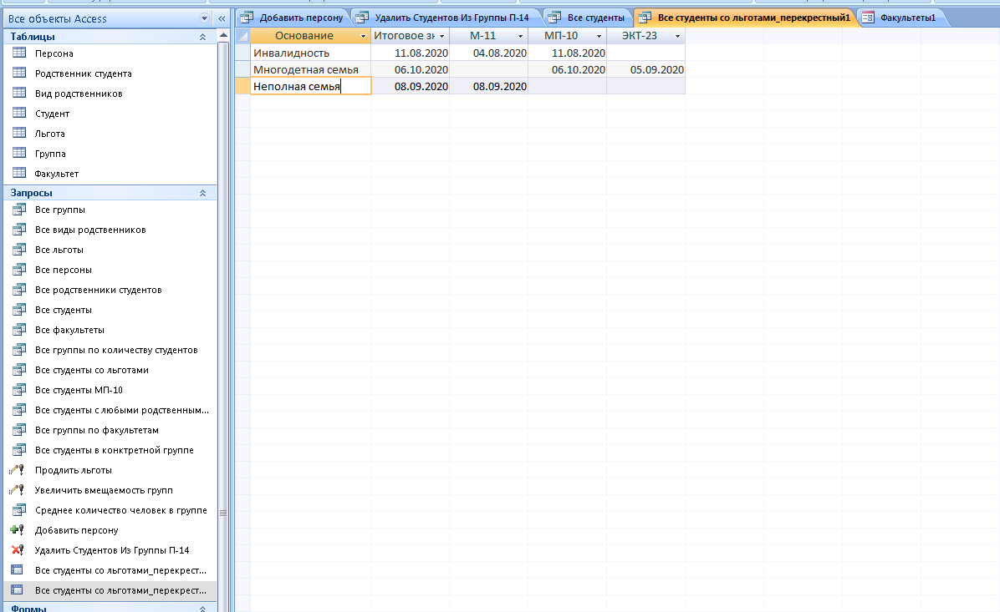 Все объекты Access
Таблицы
Персона
Родственник студента
Вид родственников
Студент
Льгота
Группа
Факультет
Запросы
Все группы
Все виды родственников
Все льготы
Все персоны
Все родственники студентов
Все студенты
Все факультеты
Все группы по количеству студентов
Все студенты со льготами
Все студенты МП-10
Все студенты с любыми родственным...
Все группы по факультетам
Все студенты в конктретной группе
Продлить льготы
Увеличить вмещаемость групп
Среднее количество человек в группе
Добавить персону
Удалить Студентов Из Группы П-14
Все студенты со льготами_перекрест...
Все студенты со льготами_перекрест...
Формы
Добавить персону Удалить Студентов Из Группы П-14 Все студенты Все студенты со льготами_перекрестный1 Факультеты1
Основание Итоговое М-11 МП-10 ЭКТ-23
Инвалидность 11.08.2020 04.08.2020 11.08.2020
Многодетная семья 06.10.2020 06.10.2020 05.09.2020
Неполная семья 08.09.2020 08.09.2020